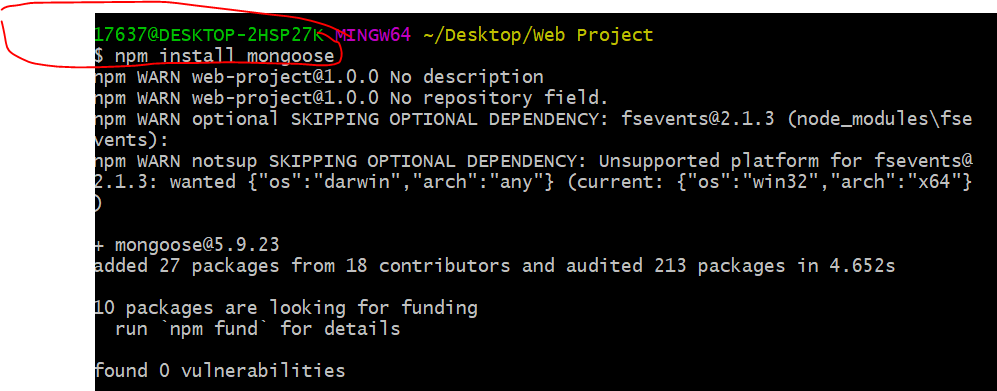 17637@DESKTOP-2HSP27K MINGW64 ~/Desktop/Web Project
$ npm install mongoose
npm WARN web-project@1.0.0 No description
npm WARN web-project@1.0.0 No repository field.
npm WARN optional SKIPPING OPTIONAL DEPENDENCY: fsevents@2.1.3 (node_modules\fse
vents):
npm WARN notsup SKIPPING OPTIONAL DEPENDENCY: Unsupported platform for fsevents@
2.1.3: wanted {"os":"darwin","arch":"any"} (current: {"os":"win32","arch":"x64"}
)
+ mongoose@5.9.23
added 27 packages from 18 contributors and audited 213 packages in 4.652s
10 packages are looking for funding
  run `npm fund` for details
found 0 vulnerabilities